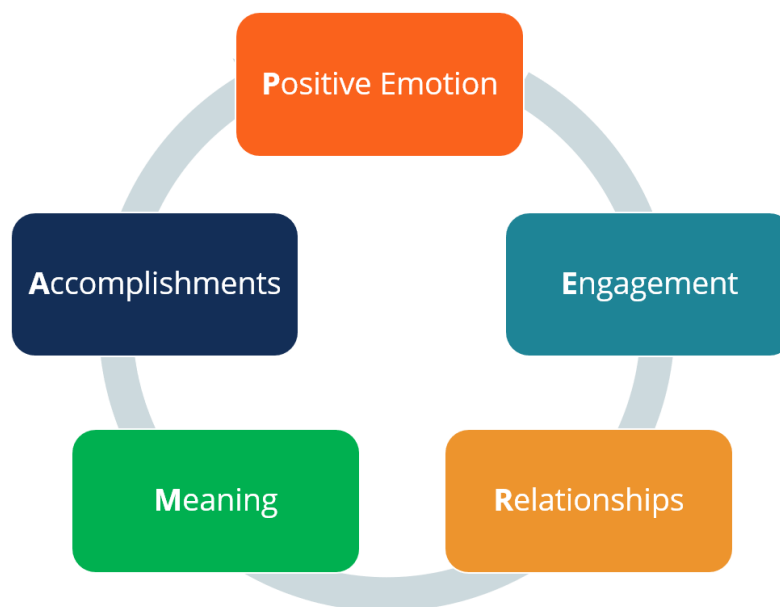 Positive Emotion
Engagement
Relationships
Meaning
Accomplishments